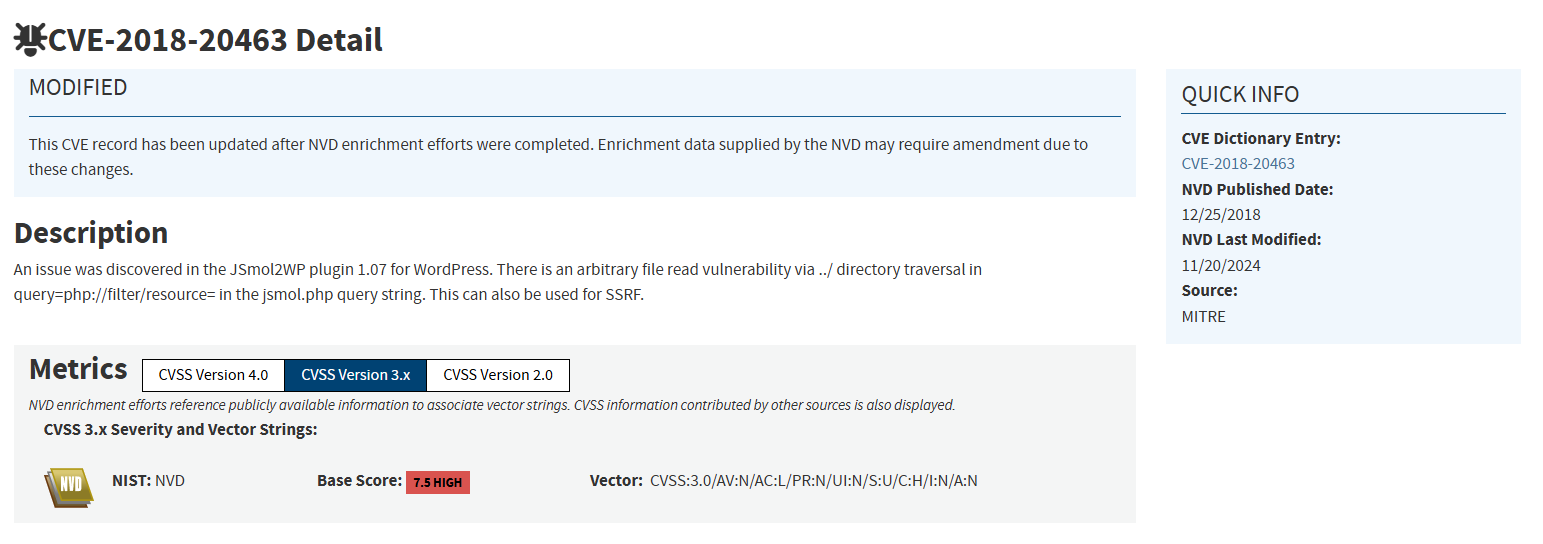 CVE-2018-20463 Detail
MODIFIED
This CVE record has been updated after NVD enrichment efforts were completed. Enrichment data supplied by the NVD may require amendment due to
these changes.
Description
An issue was discovered in the JSmol2WP plugin 1.07 for WordPress. There is an arbitrary file read vulnerability via ../ directory traversal in
query=php://filter/resource= in the jsmol.php query string. This can also be used for SSRF.
Metrics
CVSS Version 4.0
CVSS Version 3.x
CVSS Version 2.0
NVD enrichment efforts reference publicly available information to associate vector strings. CVSS information contributed by other sources is also displayed.
CVSS 3.x Severity and Vector Strings:
NVD
NIST: NVD
Base Score: 7.5 HIGH
Vector: CVSS:3.0/AV:N/AC:L/PR:N/UI:N/S:U/C:H/I:N/A:N
QUICK INFO
CVE Dictionary Entry:
CVE-2018-20463
NVD Published Date:
12/25/2018
NVD Last Modified:
11/20/2024
Source:
MITRE